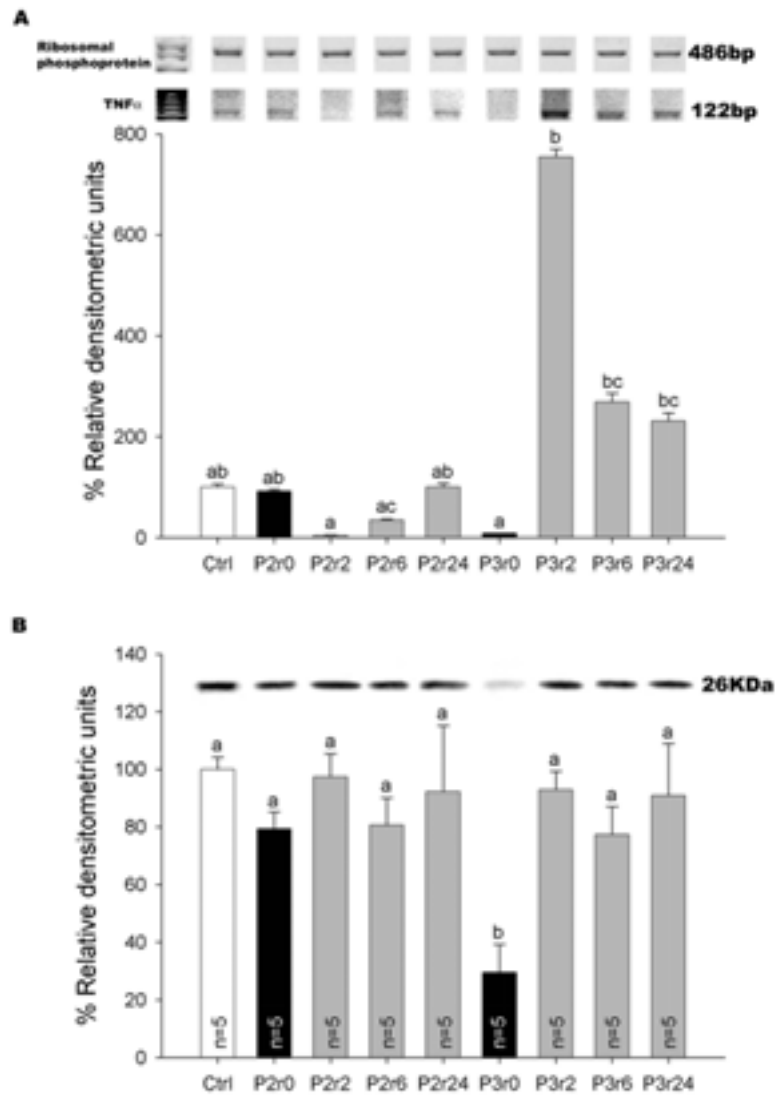 A
Ribosomal
phosphoprotein
486bp
TNFα
122bp
% Relative densitometric units
800
600
400
200
0
ab
ab
a
ac
ab
a
b
bc
bc
Ctrl P2r0 P2r2 P2r6 P2r24 P3r0 P3r2 P3r6 P3r24
B
% Relative densitometric units
140
120
100
80
60
40
20
0
26KDa
a
a
a
a
a
b
a
a
a
n=5 n=5 n=5 n=5 n=5 n=5 n=5 n=5 n=5
Ctrl P2r0 P2r2 P2r6 P2r24 P3r0 P3r2 P3r6 P3r24